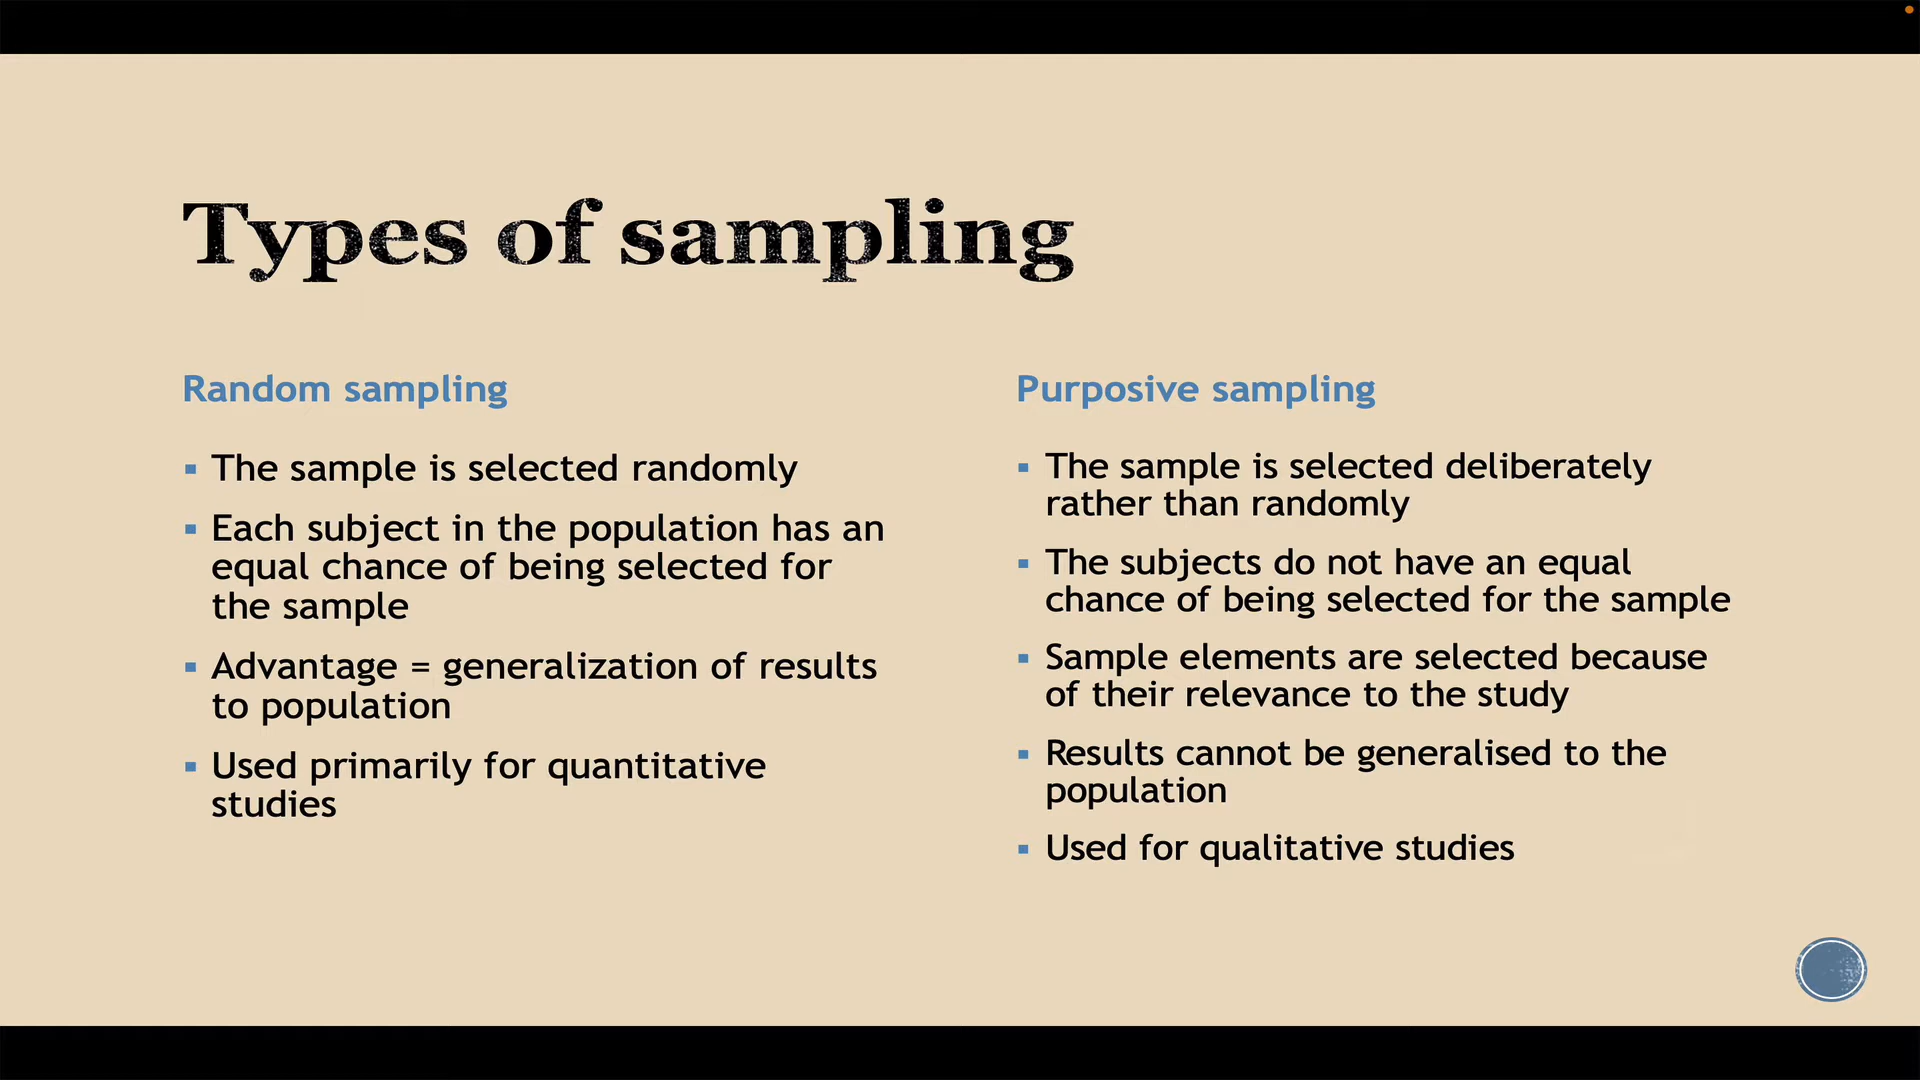 Types of sampling
Random sampling
▪ The sample is selected randomly
▪ Each subject in the population has an
equal chance of being selected for
the sample
▪ Advantage = generalization of results
to population
▪ Used primarily for quantitative
studies
Purposive sampling
▪ The sample is selected deliberately
rather than randomly
▪ The subjects do not have an equal
chance of being selected for the sample
▪ Sample elements are selected because
of their relevance to the study
▪ Results cannot be generalised to the
population
▪ Used for qualitative studies